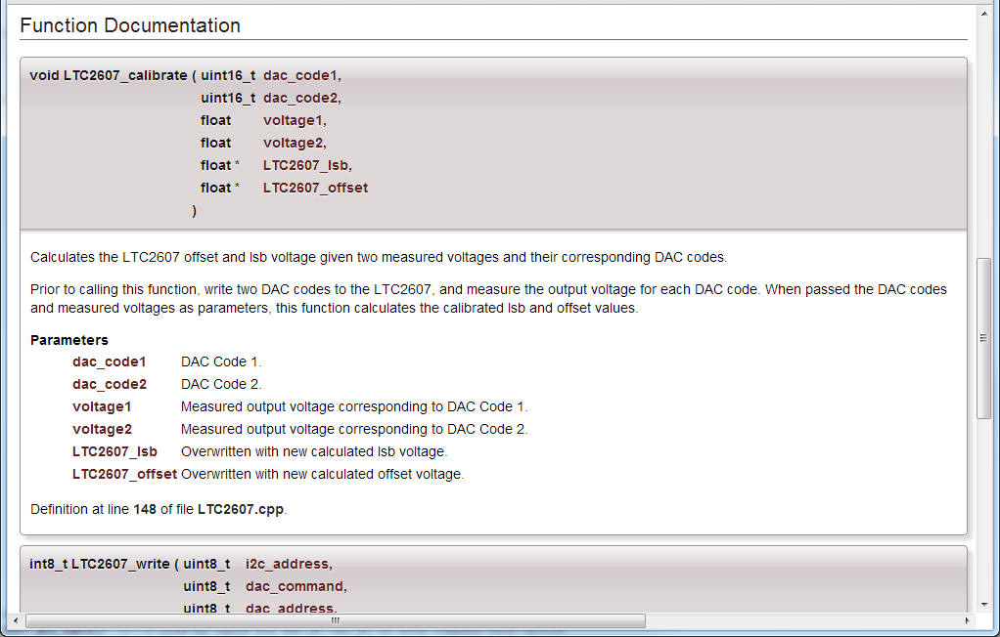 Function Documentation
void LTC2607_calibrate ( uint16_t dac_code1,
uint16_t dac_code2,
float voltage1,
float voltage2,
float * LTC2607_lsb,
float * LTC2607_offset
)
Calculates the LTC2607 offset and lsb voltage given two measured voltages and their corresponding DAC codes.
Prior to calling this function, write two DAC codes to the LTC2607, and measure the output voltage for each DAC code. When passed the DAC codes
and measured voltages as parameters, this function calculates the calibrated lsb and offset values.
Parameters
dac_code1 DAC Code 1.
dac_code2 DAC Code 2.
voltage1 Measured output voltage corresponding to DAC Code 1.
voltage2 Measured output voltage corresponding to DAC Code 2.
LTC2607_lsb Overwritten with new calculated lsb voltage.
LTC2607_offset Overwritten with new calculated offset voltage.
Definition at line 148 of file LTC2607.cpp.
int8_t LTC2607_write ( uint8_t i2c_address,
uint8_t dac_command,
uint8_t dac_address,